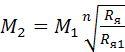 M₂ = M₁ ⁿ√(Rя / Rя1)